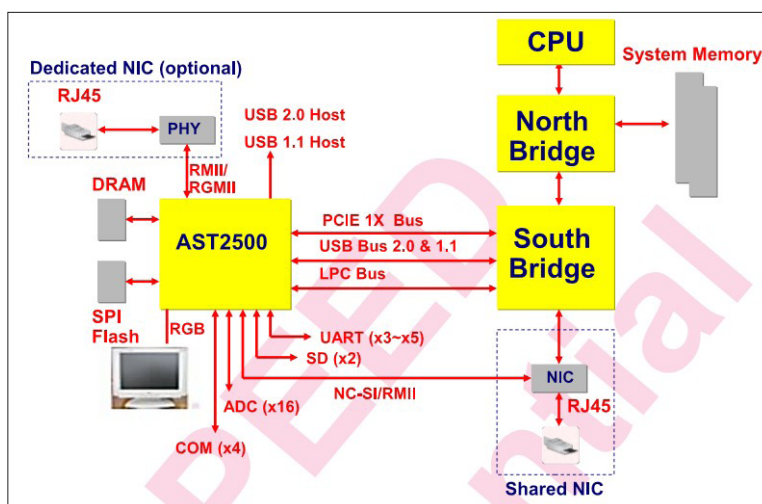 CPU
System Memory
Dedicated NIC (optional)
RJ45
PHY
USB 2.0 Host
USB 1.1 Host
North
Bridge
RMII/
RGMII
DRAM
AST2500
PCIE 1X Bus
USB Bus 2.0 & 1.1
LPC Bus
South
Bridge
SPI
Flash
RGB
UART (x3~x5)
SD (x2)
NC-SI/RMII
ADC (x16)
COM (x4)
NIC
RJ45
Shared NIC
PEED
ntial